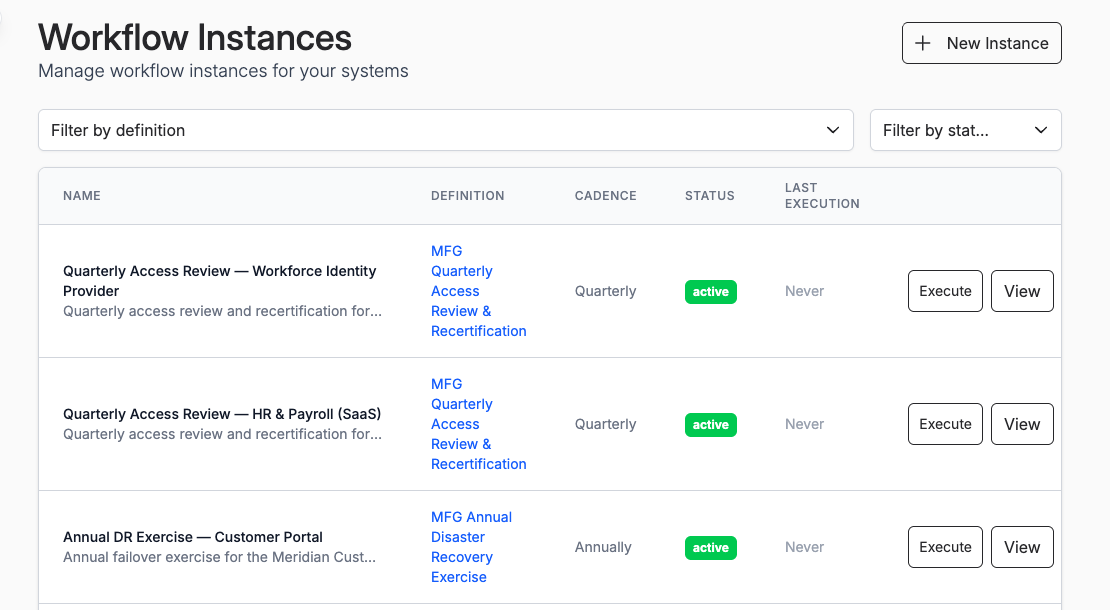 Workflow Instances
Manage workflow instances for your systems
New Instance
Filter by definition
Filter by stat...
NAME
DEFINITION
CADENCE
STATUS
LAST
EXECUTION
Quarterly Access Review — Workforce Identity
Provider
Quarterly access review and recertification for...
MFG
Quarterly
Access
Review &
Recertification
Quarterly
active
Never
Execute
View
Quarterly Access Review — HR & Payroll (SaaS)
Quarterly access review and recertification for...
MFG
Quarterly
Access
Review &
Recertification
Quarterly
active
Never
Execute
View
Annual DR Exercise — Customer Portal
Annual failover exercise for the Meridian Cust...
MFG Annual
Disaster
Recovery
Exercise
Annually
active
Never
Execute
View